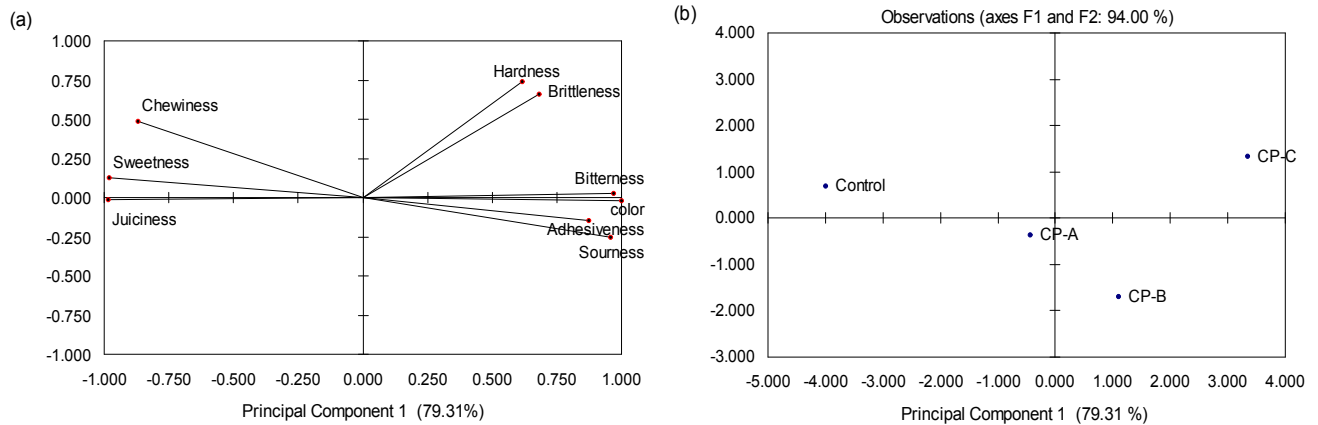 (a)
1.000
0.750
0.500
0.250
0.000
-0.250
-0.500
-0.750
-1.000
Hardness
Brittleness
Chewiness
Sweetness
Juiciness
Bitterness
color
Adhesiveness
Sourness
-1.000 -0.750 -0.500 -0.250 0.000 0.250 0.500 0.750 1.000
Principal Component 1 (79.31%)
(b)
Observations (axes F1 and F2: 94.00 %)
4.000
3.000
2.000
1.000
0.000
-1.000
-2.000
-3.000
CP-C
Control
CP-A
CP-B
-5.000 -4.000 -3.000 -2.000 -1.000 0.000 1.000 2.000 3.000 4.000
Principal Component 1 (79.31 %)